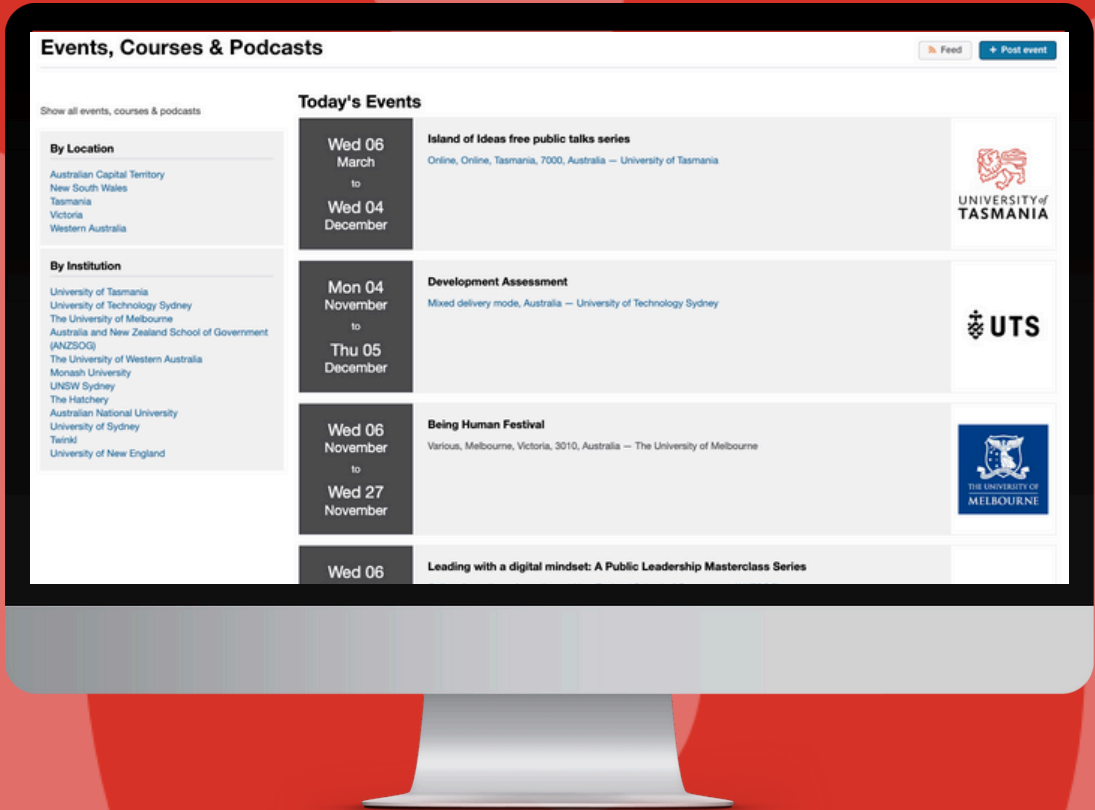 Events, Courses & Podcasts
Feed
+ Post event
Show all events, courses & podcasts
By Location
Australian Capital Territory
New South Wales
Tasmania
Victoria
Western Australia
By Institution
University of Tasmania
University of Technology Sydney
The University of Melbourne
Australia and New Zealand School of Government
(ANZSOG)
The University of Western Australia
Monash University
UNSW Sydney
The Hatchery
Australian National University
University of Sydney
Twinkl
University of New England
Today's Events
Wed 06
March
to
Wed 04
December
Island of Ideas free public talks series
Online, Online, Tasmania, 7000, Australia — University of Tasmania
UNIVERSITY of
TASMANIA
Mon 04
November
to
Thu 05
December
Development Assessment
Mixed delivery mode, Australia — University of Technology Sydney
UTS
Wed 06
November
to
Wed 27
November
Being Human Festival
Various, Melbourne, Victoria, 3010, Australia — The University of Melbourne
THE UNIVERSITY OF
MELBOURNE
Wed 06
Leading with a digital mindset: A Public Leadership Masterclass Series